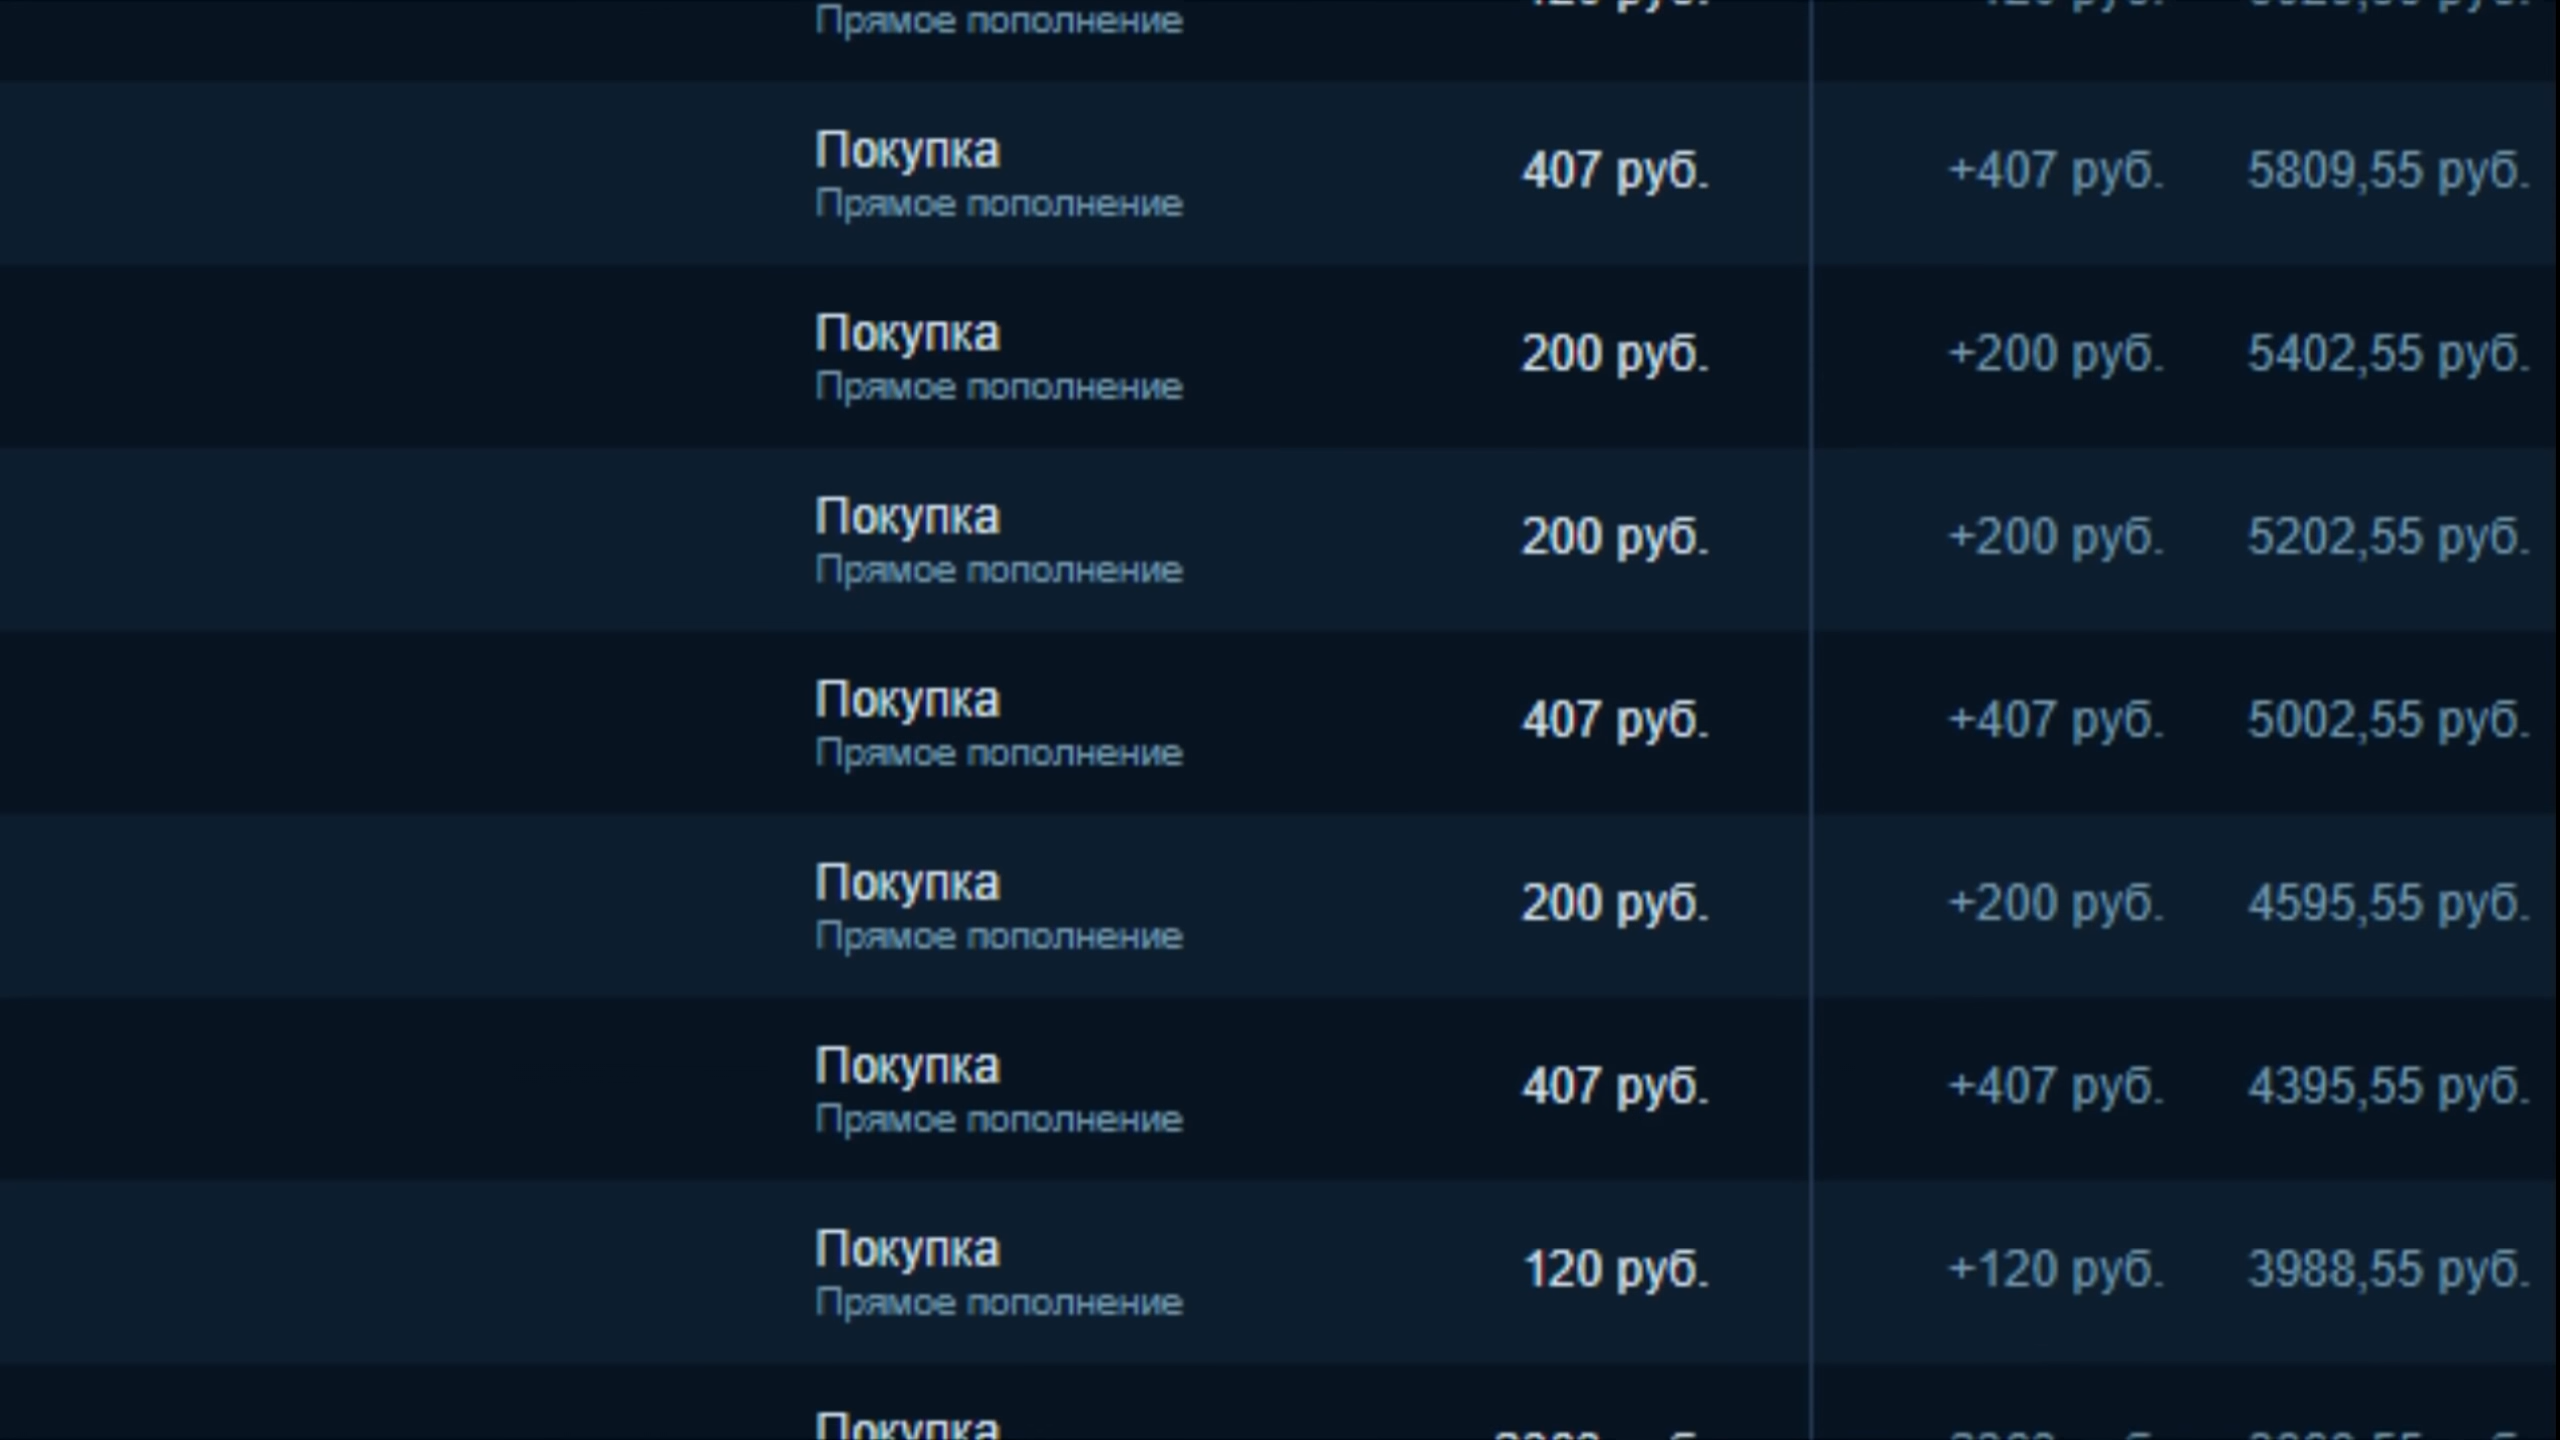 Прямое пополнение
Покупка
Прямое пополнение
407 руб. +407 руб. 5809,55 руб.
Покупка
Прямое пополнение
200 руб. +200 руб. 5402,55 руб.
Покупка
Прямое пополнение
200 руб. +200 руб. 5202,55 руб.
Покупка
Прямое пополнение
407 руб. +407 руб. 5002,55 руб.
Покупка
Прямое пополнение
200 руб. +200 руб. 4595,55 руб.
Покупка
Прямое пополнение
407 руб. +407 руб. 4395,55 руб.
Покупка
Прямое пополнение
120 руб. +120 руб. 3988,55 руб.
Покупка